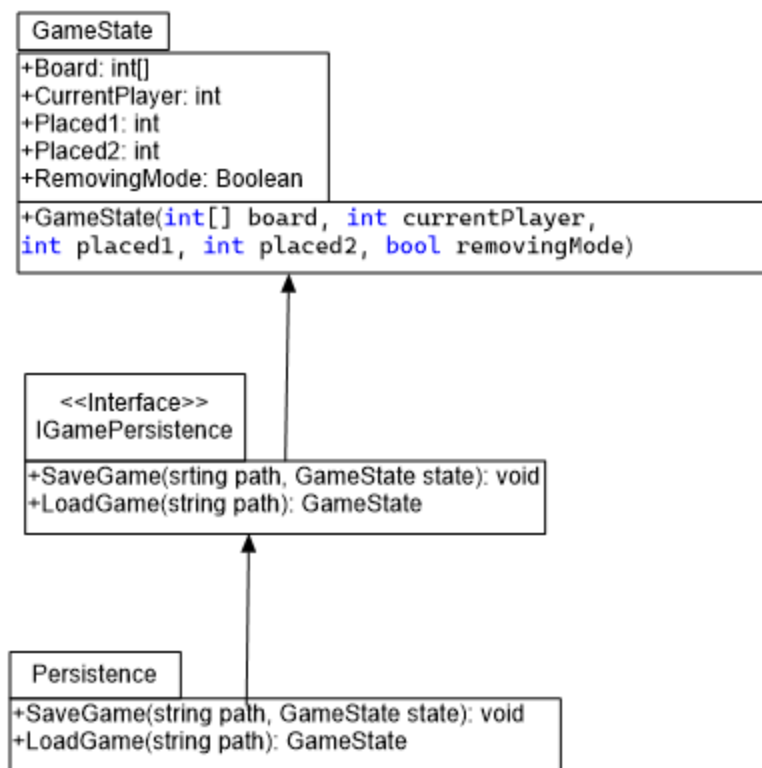 GameState
+Board: int[]
+CurrentPlayer: int
+Placed1: int
+Placed2: int
+RemovingMode: Boolean
+GameState(int[] board, int currentPlayer,
int placed1, int placed2, bool removingMode)
<<Interface>>
IGamePersistence
+SaveGame(srting path, GameState state): void
+LoadGame(string path): GameState
Persistence
+SaveGame(string path, GameState state): void
+LoadGame(string path): GameState